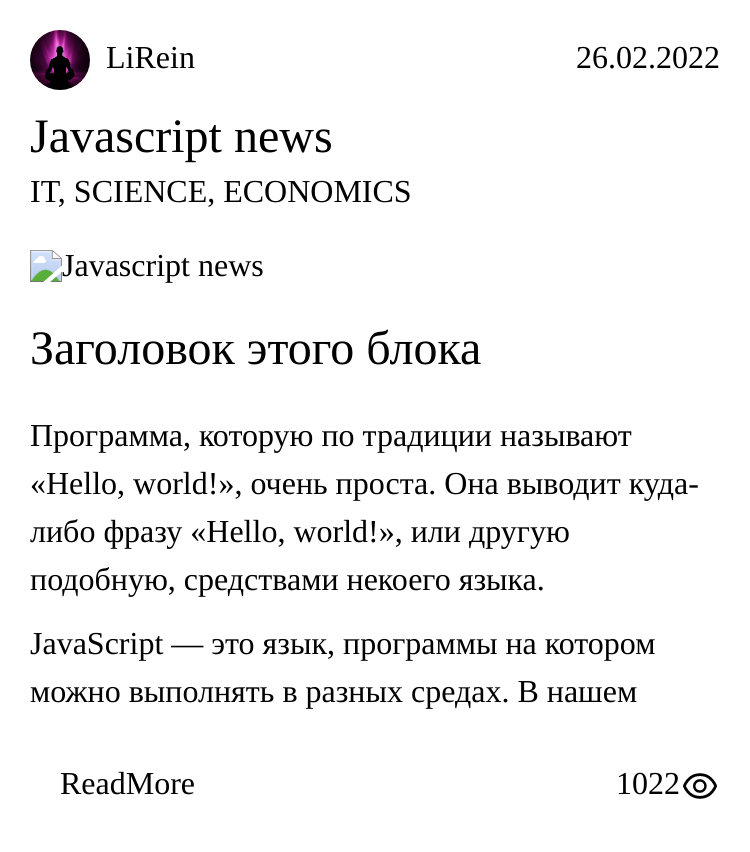 LiRein 26.02.2022
Javascript news
IT, SCIENCE, ECONOMICS
Javascript news
Заголовок этого блока
Программа, которую по традиции называют
«Hello, world!», очень проста. Она выводит куда-
либо фразу «Hello, world!», или другую
подобную, средствами некоего языка.
JavaScript — это язык, программы на котором
можно выполнять в разных средах. В нашем
ReadMore 1022